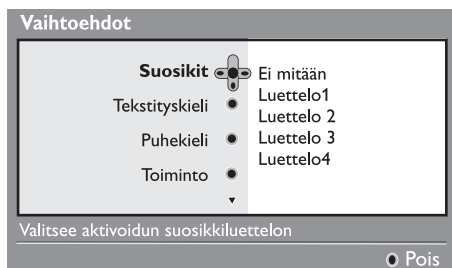 Vaihtoehdot
Suosikit
Tekstityskieli
Puhekieli
Toiminto
Ei mitään
Luettelo1
Luettelo 2
Luettelo 3
Luettelo4
Valitsee aktivoidun suosikkiluettelon
Pois